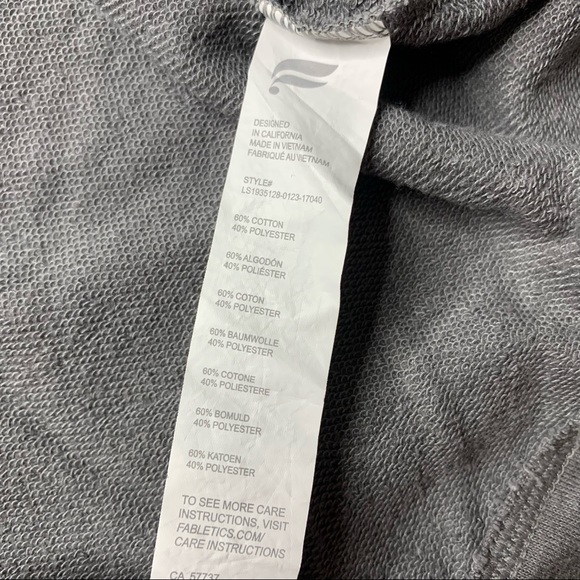 DESIGNED
IN CALIFORNIA
MADE IN VIETNAM
FABRIQUÉ AU VIETNAM
STYLE#
LS1935128-0123-17040
60% COTTON
40% POLYESTER
60% ALGODÓN
40% POLIÉSTER
60% COTON
40% POLYESTER
60% BAUMWOLLE
40% POLYESTER
60% COTONE
40% POLIESTERE
60% BOMULD
40% POLYESTER
60% KATOEN
40% POLYESTER
TO SEE MORE CARE
INSTRUCTIONS, VISIT
FABLETICS.COM/
CARE INSTRUCTIONS
CA 57737